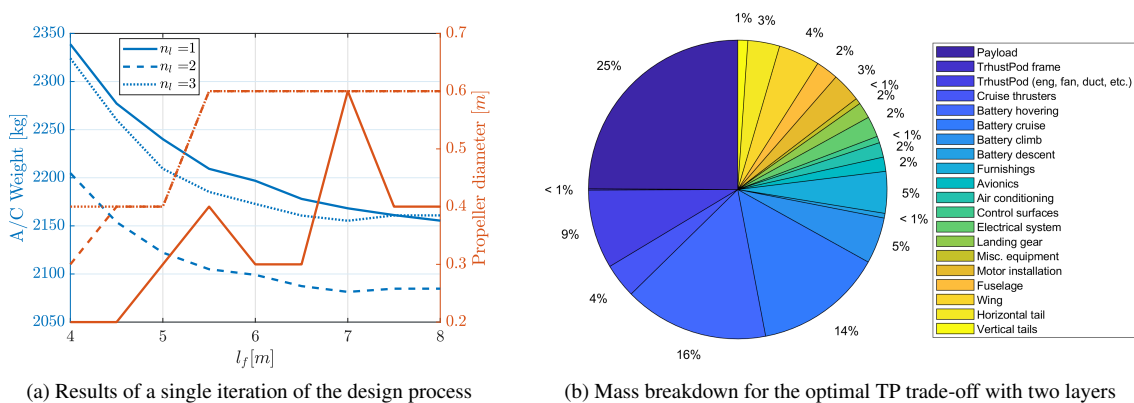 2350
2300
2250
2200
2150
2100
2050
A/C Weight [kg]
n_l =1
n_l =2
n_l =3
0.7
0.6
0.5
0.4
0.3
0.2
Propeller diameter [m]
4 5 6 7 8
l_f[m]
(a) Results of a single iteration of the design process
1%
3%
4%
2%
3%
< 1%
2%
2%
< 1%
2%
2%
5%
< 1%
5%
14%
16%
4%
9%
< 1%
25%
Payload
TrhustPod frame
TrhustPod (eng, fan, duct, etc.)
Cruise thrusters
Battery hovering
Battery cruise
Battery climb
Battery descent
Furnishings
Avionics
Air conditioning
Control surfaces
Electrical system
Landing gear
Misc. equipment
Motor installation
Fuselage
Wing
Horizontal tail
Vertical tails
(b) Mass breakdown for the optimal TP trade-off with two layers